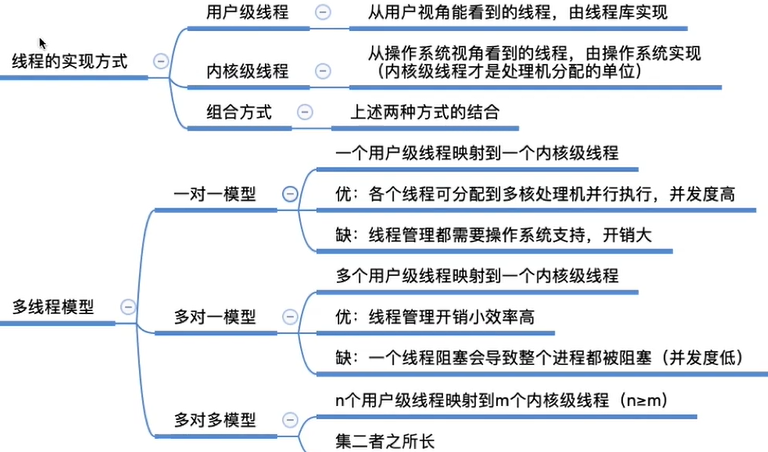 线程的实现方式
用户级线程
从用户视角能看到的线程，由线程库实现
内核级线程
从操作系统视角看到的线程，由操作系统实现
（内核级线程才是处理机分配的单位）
组合方式
上述两种方式的结合
多线程模型
一对一模型
一个用户级线程映射到一个内核级线程
优：各个线程可分配到多核处理机并行执行，并发度高
缺：线程管理都需要操作系统支持，开销大
多对一模型
多个用户级线程映射到一个内核级线程
优：线程管理开销小效率高
缺：一个线程阻塞会导致整个进程都被阻塞（并发度低）
多对多模型
n个用户级线程映射到m个内核级线程（n≥m）
集二者之所长